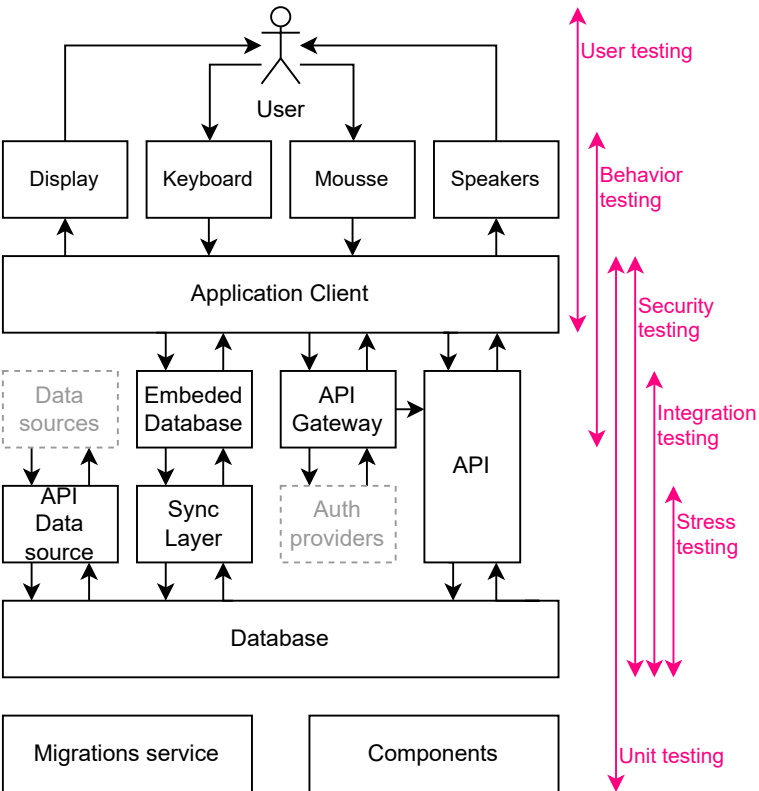 User testing
User
Display
Keyboard
Mousse
Speakers
Behavior
testing
Application Client
Security
testing
Data
sources
Embeded
Database
API
Gateway
API
Integration
testing
API
Data
source
Sync
Layer
Auth
providers
Stress
testing
Database
Migrations service
Components
Unit testing